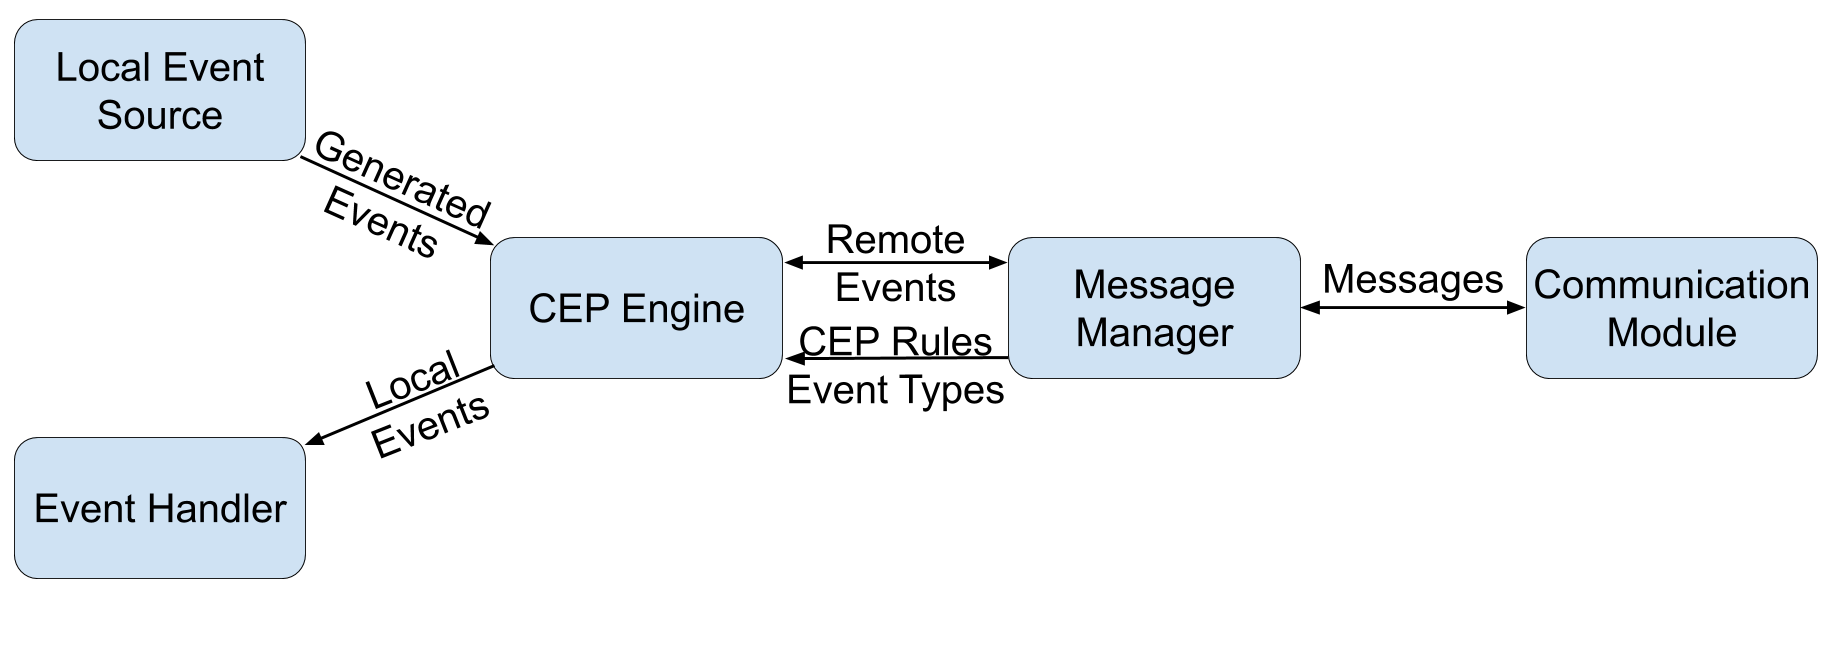 Local Event
Source
Generated
Events
Remote
Events
CEP Engine
Message
Manager
Messages
Communication
Module
CEP Rules
Event Types
Local
Events
Event Handler